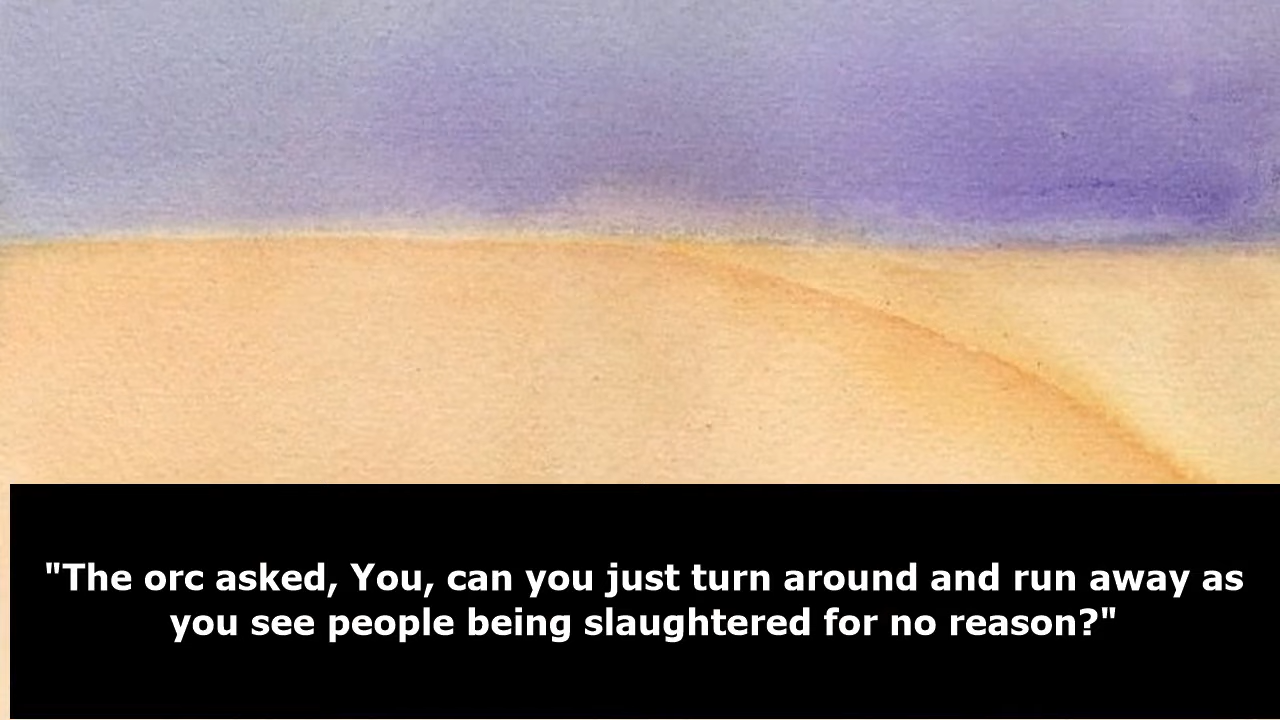 "The orc asked, You, can you just turn around and run away as
you see people being slaughtered for no reason?"